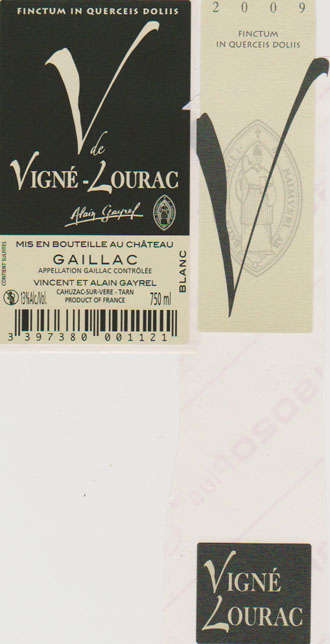 FINCTUM IN QUERCEIS DOLIIS
V de
VIGNÉ-LOURAC
Alain Gayrel
MIS EN BOUTEILLE AU CHÂTEAU
GAILLAC
APPELLATION GAILLAC CONTRÔLÉE
VINCENT ET ALAIN GAYREL
CAHUZAC-SUR-VERE - TARN
13%Alc./Vol. PRODUCT OF FRANCE 750 ml
CONTIENT SULFITES
BLANC
3 397380 001121
2009
FINCTUM
IN QUERCEIS DOLIIS
V
VIGNÉ
LOURAC